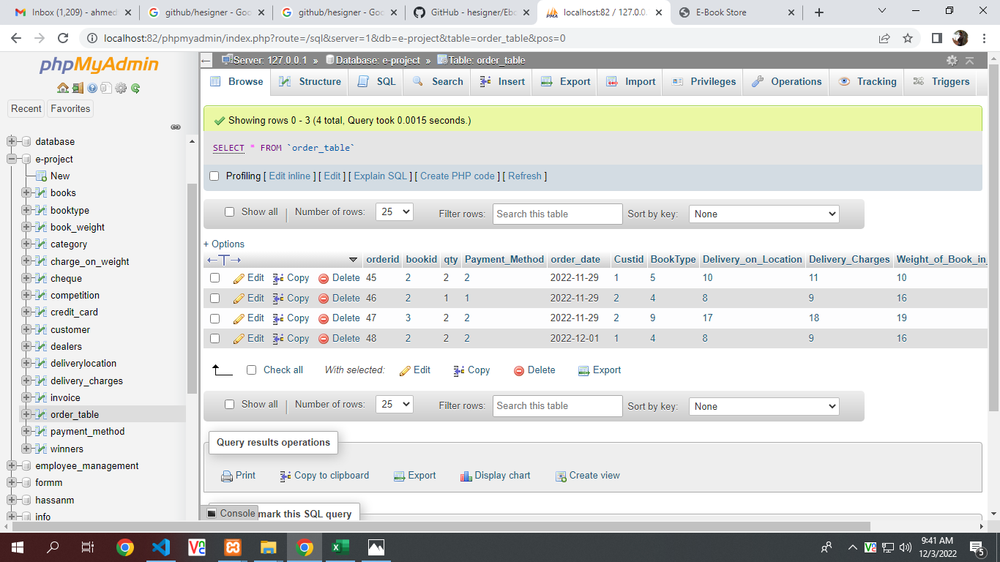 Inbox (1,209) - ahmed
github/hesigner - Goo
github/hesigner - Goo
GitHub - hesigner/Ebo
localhost:82 / 127.0.0.
E-Book Store
localhost:82/phpmyadmin/index.php?route=/sql&server=1&db=e-project&table=order_table&pos=0
phpMyAdmin
Recent Favorites
database
e-project
New
books
booktype
book_weight
category
charge_on_weight
cheque
competition
credit_card
customer
dealers
deliverylocation
delivery_charges
invoice
order_table
payment_method
winners
employee_management
formm
hassanm
info
Server: 127.0.0.1 » Database: e-project » Table: order_table
Browse Structure SQL Search Insert Export Import Privileges Operations Tracking Triggers
Showing rows 0 - 3 (4 total, Query took 0.0015 seconds.)
SELECT * FROM `order_table`
Profiling [ Edit inline ] [ Edit ] [ Explain SQL ] [ Create PHP code ] [ Refresh ]
Show all | Number of rows: 25 Filter rows: Search this table Sort by key: None
+ Options
←T→ orderid bookid qty Payment_Method order_date Custid BookType Delivery_on_Location Delivery_Charges Weight_of_Book_in_
Edit Copy Delete 45 2 2 2 2022-11-29 1 5 10 11 10
Edit Copy Delete 46 2 1 1 2022-11-29 2 4 8 9 16
Edit Copy Delete 47 3 2 2 2022-11-29 2 9 17 18 19
Edit Copy Delete 48 2 2 2 2022-12-01 1 4 8 9 16
Check all With selected: Edit Copy Delete Export
Show all | Number of rows: 25 Filter rows: Search this table Sort by key: None
Query results operations
Print Copy to clipboard Export Display chart Create view
Console
mark this SQL query
9:41 AM
12/3/2022
5